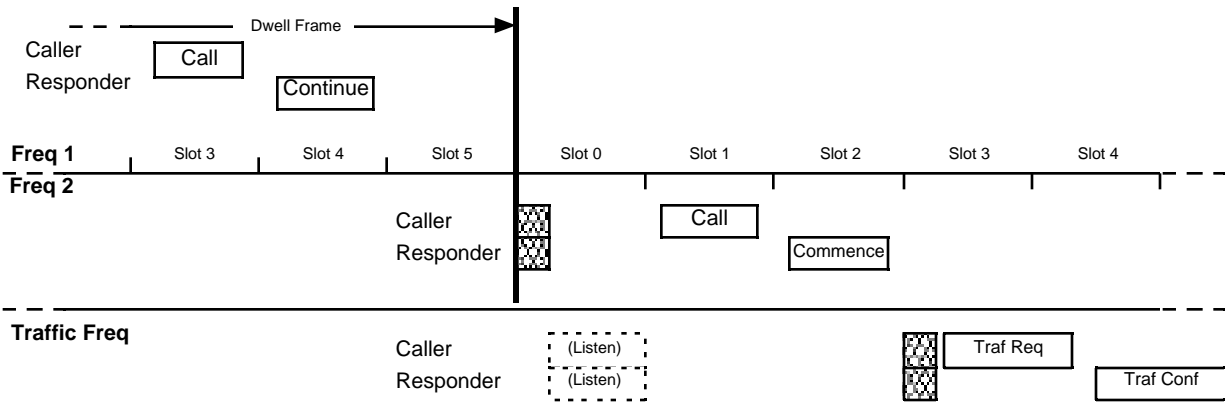 Dwell Frame
Caller Call
Responder Continue
Freq 1 Slot 3 Slot 4 Slot 5 Slot 0 Slot 1 Slot 2 Slot 3 Slot 4
Freq 2
Caller Call
Responder Commence
Traffic Freq
Caller (Listen) Traf Req
Responder (Listen) Traf Conf